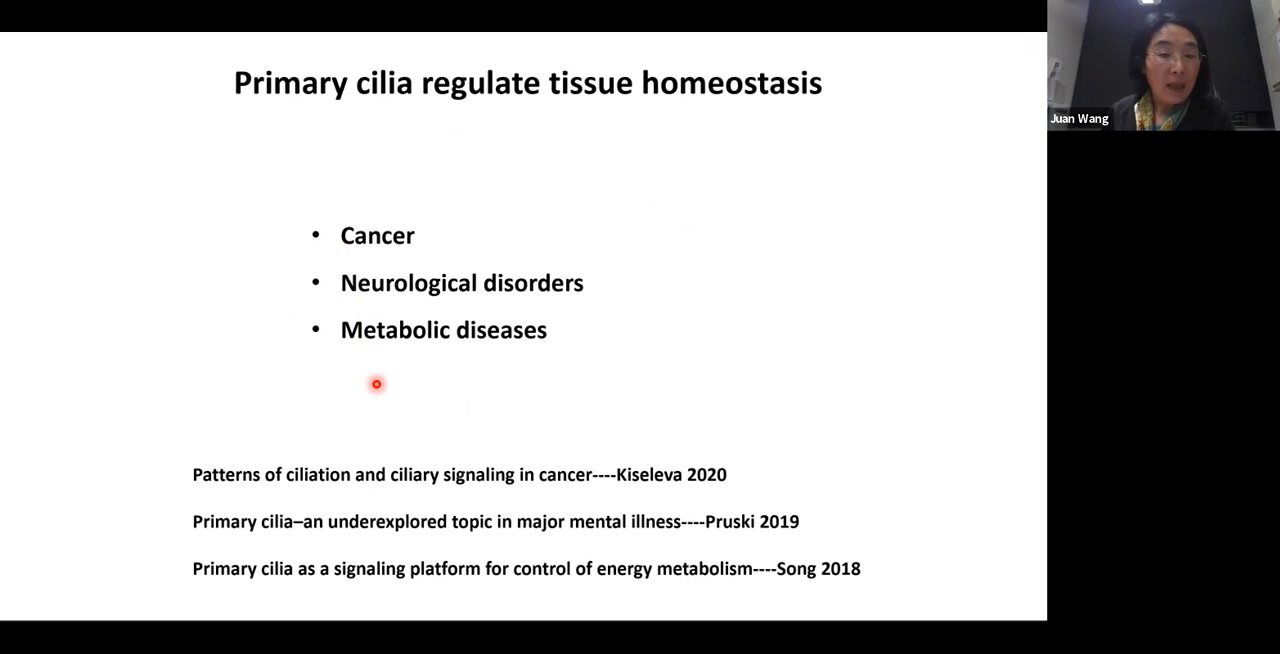 Primary cilia regulate tissue homeostasis
Juan Wang
• Cancer
• Neurological disorders
• Metabolic diseases
Patterns of ciliation and ciliary signaling in cancer----Kiseleva 2020
Primary cilia–an underexplored topic in major mental illness----Pruski 2019
Primary cilia as a signaling platform for control of energy metabolism----Song 2018